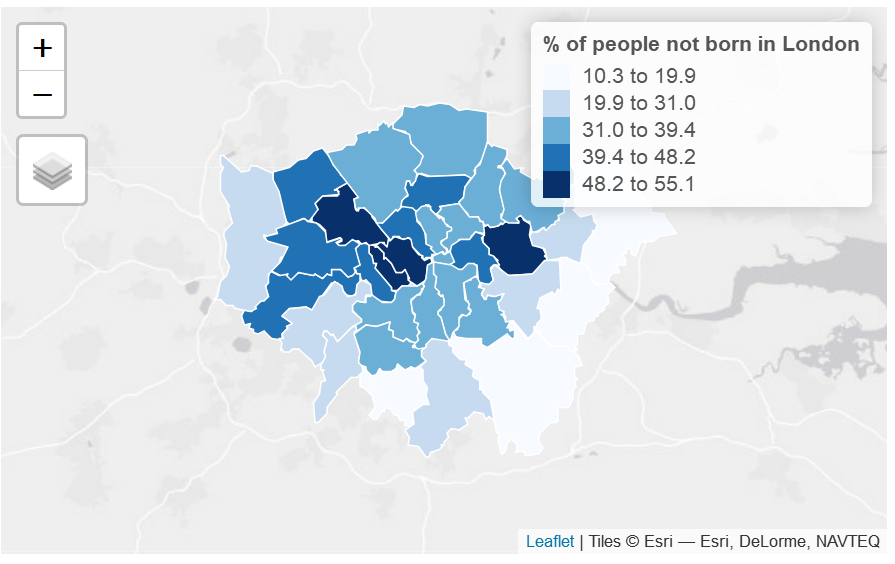 +
−
% of people not born in London
10.3 to 19.9
19.9 to 31.0
31.0 to 39.4
39.4 to 48.2
48.2 to 55.1
Leaflet | Tiles © Esri — Esri, DeLorme, NAVTEQ